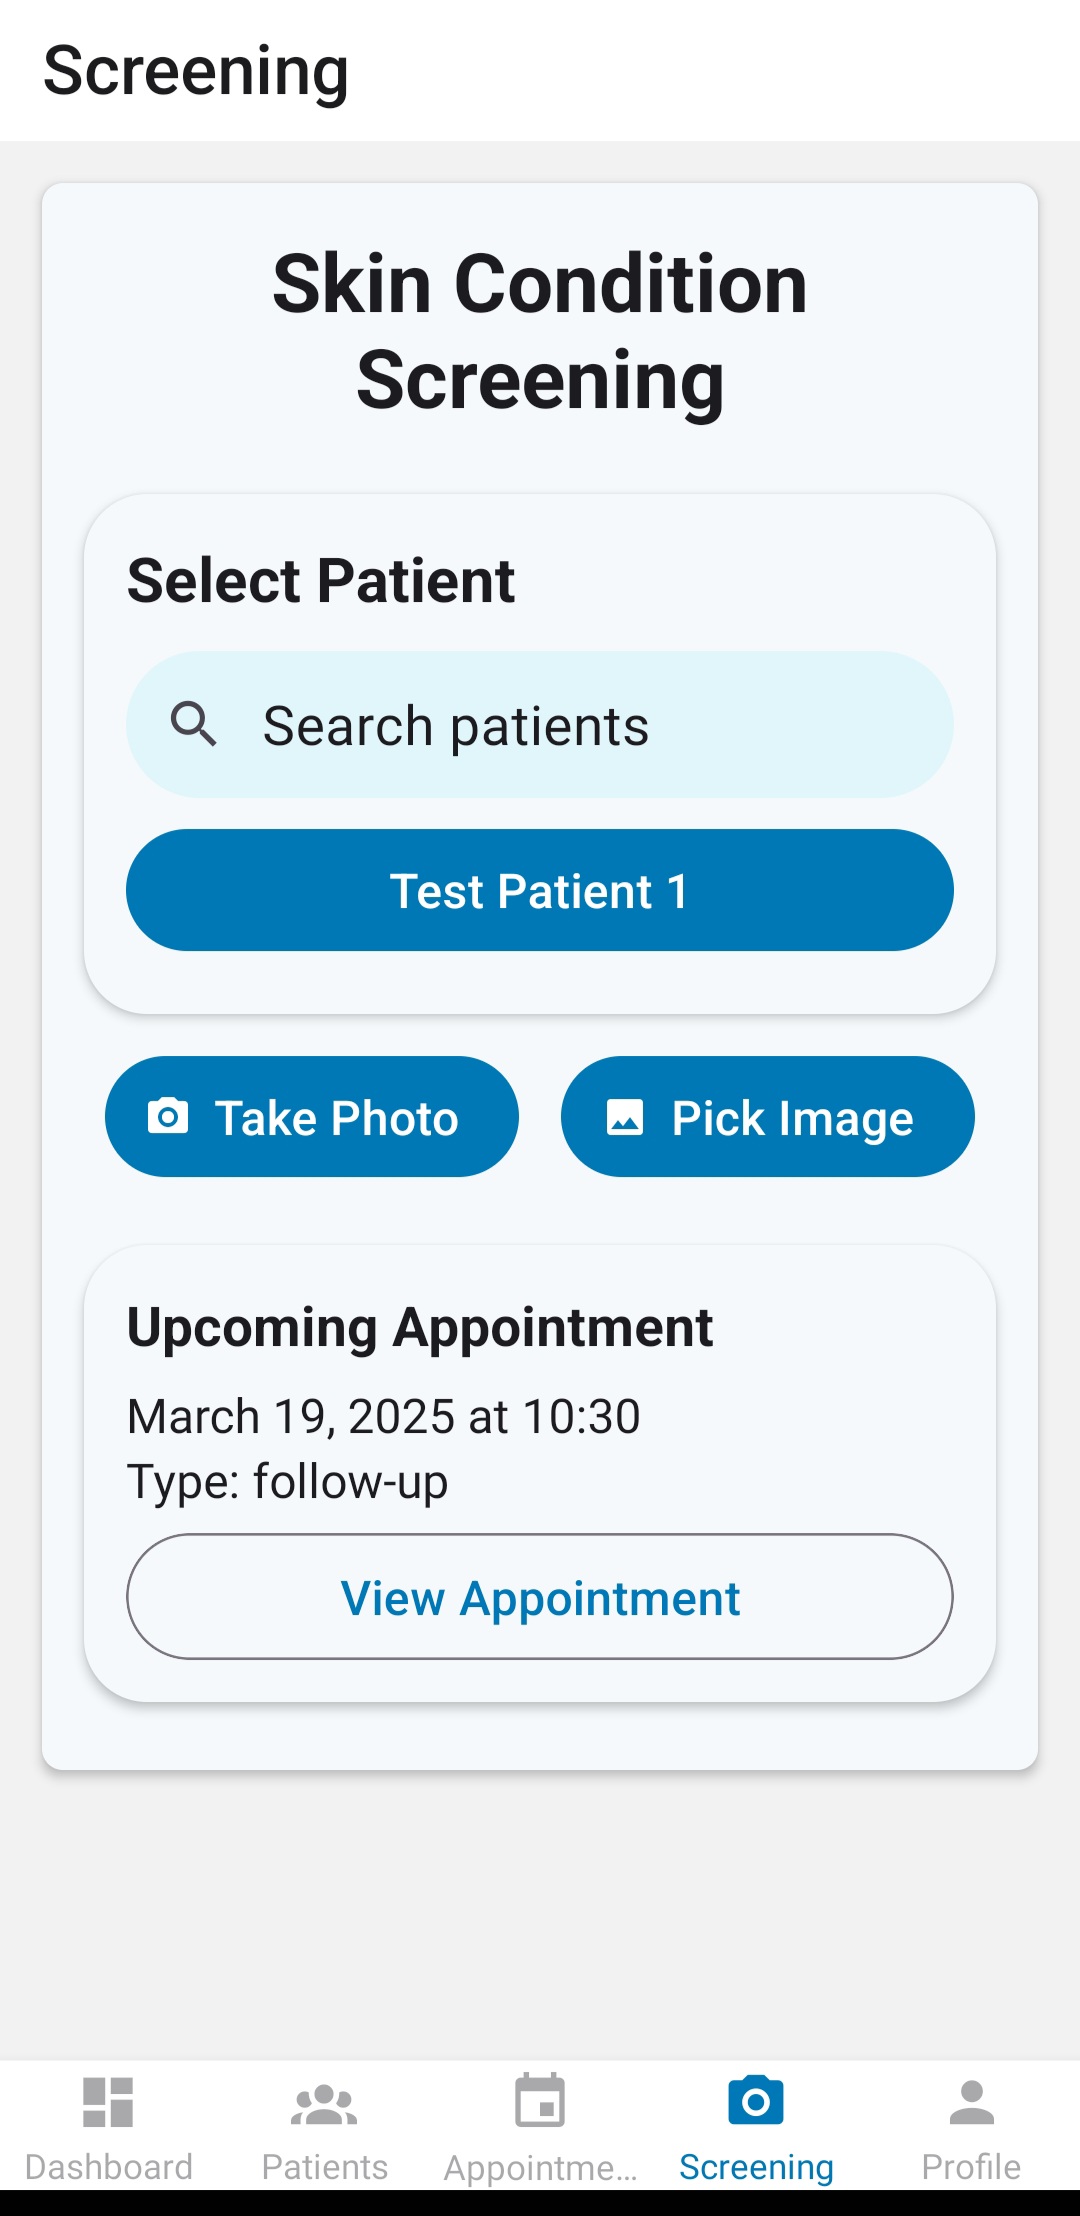 Screening
Skin Condition
Screening
Select Patient
Search patients
Test Patient 1
Take Photo
Pick Image
Upcoming Appointment
March 19, 2025 at 10:30
Type: follow-up
View Appointment
Dashboard
Patients
Appointme...
Screening
Profile